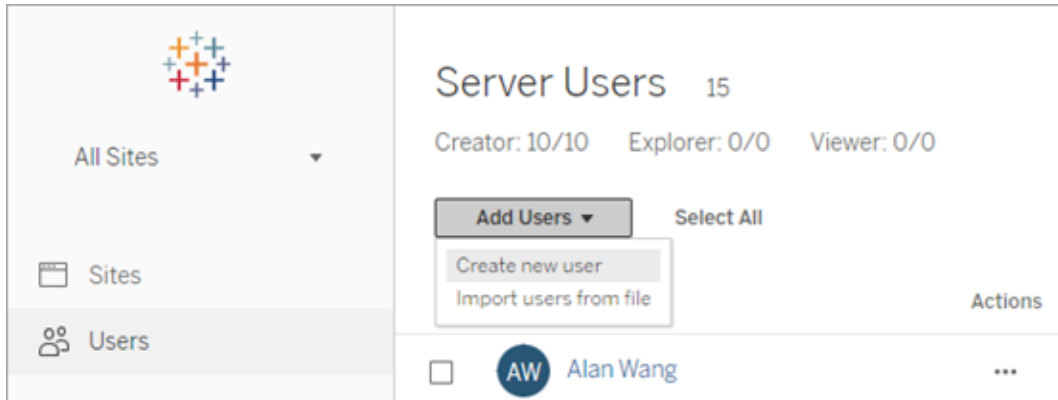 All Sites
Sites
Users
Server Users 15
Creator: 10/10 Explorer: 0/0 Viewer: 0/0
Add Users Select All
Create new user
Import users from file
Actions
AW Alan Wang